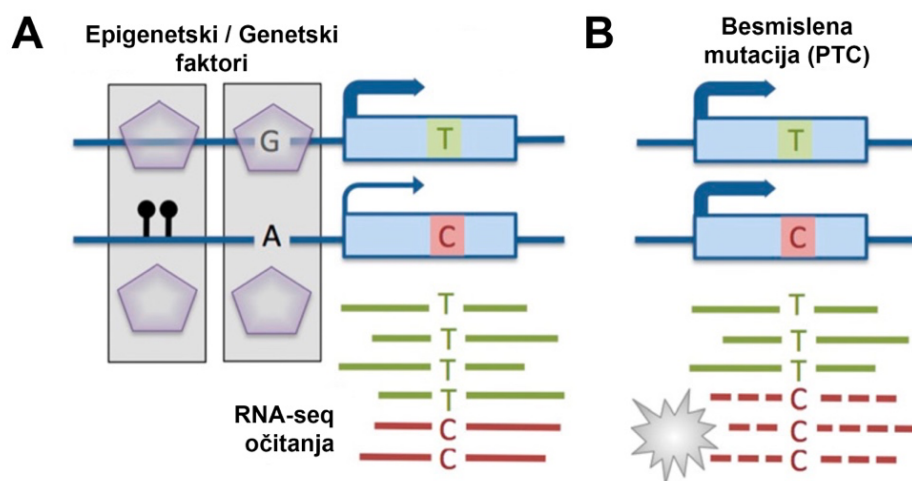 A
Epigenetski / Genetski
faktori
G
T
A
C
T
T
T
T
C
C
RNA-seq
očitanja
B
Besmislena
mutacija (PTC)
T
C
T
T
T
C
C
C